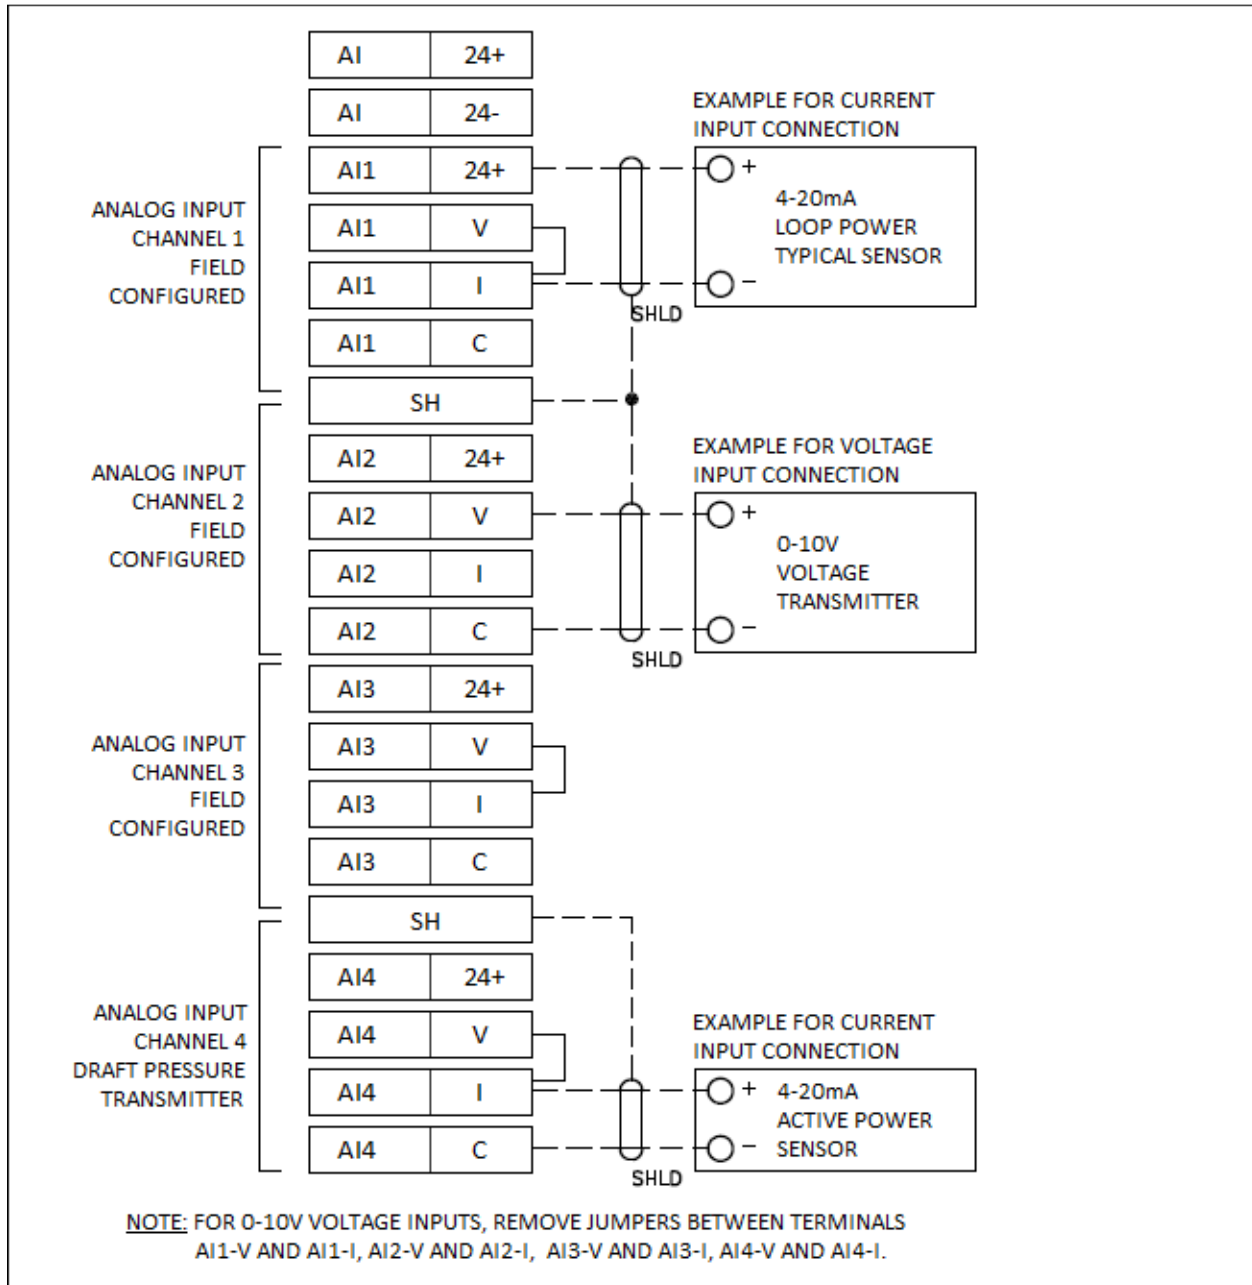 AI 24+
AI 24-
EXAMPLE FOR CURRENT
INPUT CONNECTION
ANALOG INPUT
CHANNEL 1
FIELD
CONFIGURED
AI1 24+
AI1 V
AI1 I
AI1 C
+
4-20mA
LOOP POWER
TYPICAL SENSOR
−
SHLD
SH
ANALOG INPUT
CHANNEL 2
FIELD
CONFIGURED
AI2 24+
AI2 V
AI2 I
AI2 C
EXAMPLE FOR VOLTAGE
INPUT CONNECTION
+
0-10V
VOLTAGE
TRANSMITTER
−
SHLD
ANALOG INPUT
CHANNEL 3
FIELD
CONFIGURED
AI3 24+
AI3 V
AI3 I
AI3 C
SH
ANALOG INPUT
CHANNEL 4
DRAFT PRESSURE
TRANSMITTER
AI4 24+
AI4 V
AI4 I
AI4 C
EXAMPLE FOR CURRENT
INPUT CONNECTION
+
4-20mA
ACTIVE POWER
SENSOR
−
SHLD
NOTE: FOR 0-10V VOLTAGE INPUTS, REMOVE JUMPERS BETWEEN TERMINALS
AI1-V AND AI1-I, AI2-V AND AI2-I, AI3-V AND AI3-I, AI4-V AND AI4-I.